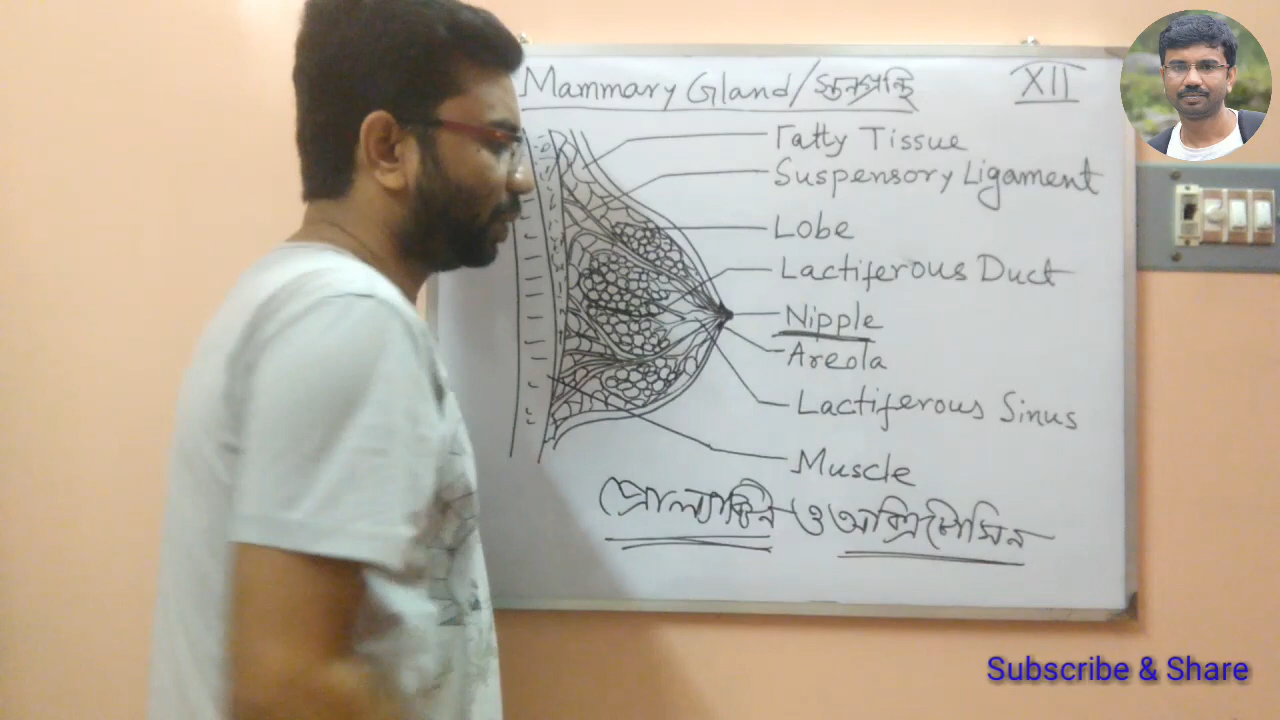 Mammary Gland/স্তনগ্রন্থি
XII
Fatty Tissue
Suspensory Ligament
Lobe
Lactiferous Duct
Nipple
Areola
Lactiferous Sinus
Muscle
প্রোল্যাক্টিন ও অক্সিটোসিন
Subscribe & Share